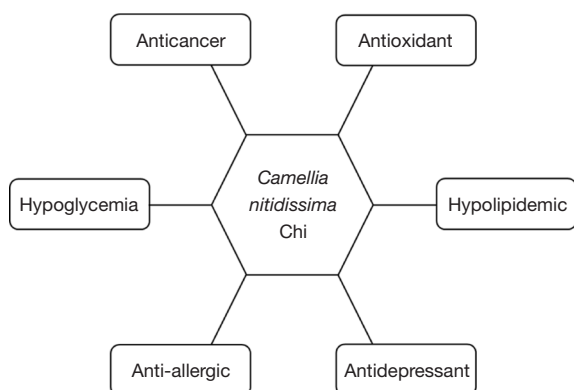 Anticancer
Antioxidant
Camellia
nitidissima
Chi
Hypoglycemia
Hypolipidemic
Anti-allergic
Antidepressant